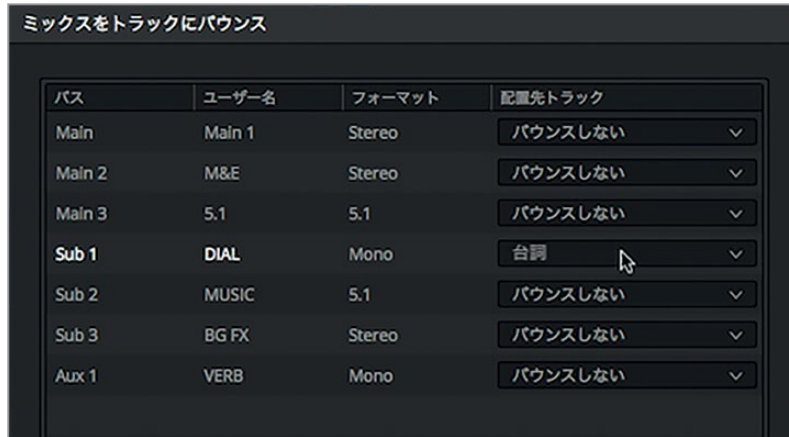 ミックスをトラックにバウンス
バス ユーザー名 フォーマット 配置先トラック
Main Main 1 Stereo バウンスしない
Main 2 M&E Stereo バウンスしない
Main 3 5.1 5.1 バウンスしない
Sub 1 DIAL Mono 台詞
Sub 2 MUSIC 5.1 バウンスしない
Sub 3 BG FX Stereo バウンスしない
Aux 1 VERB Mono バウンスしない